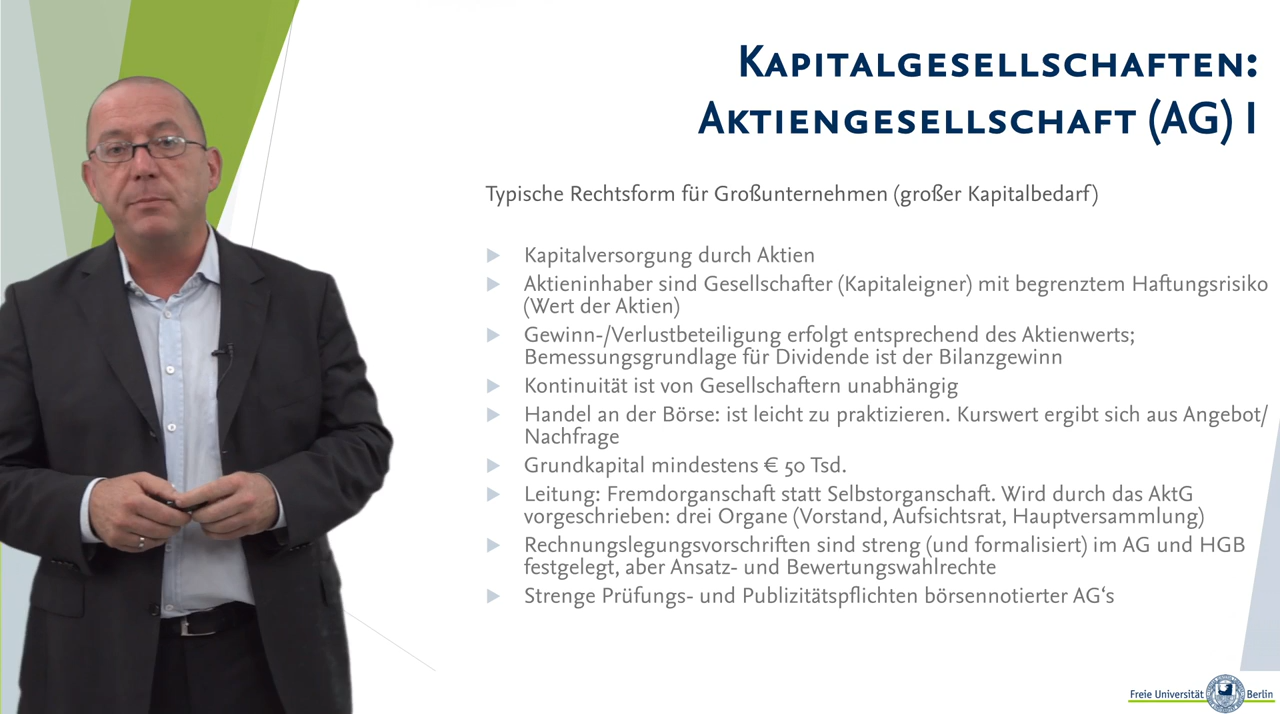 Kapitalgesellschaften:
Aktiengesellschaft (AG) I
Typische Rechtsform für Großunternehmen (großer Kapitalbedarf)
Kapitalversorgung durch Aktien
Aktieninhaber sind Gesellschafter (Kapitaleigner) mit begrenztem Haftungsrisiko
(Wert der Aktien)
Gewinn-/Verlustbeteiligung erfolgt entsprechend des Aktienwerts;
Bemessungsgrundlage für Dividende ist der Bilanzgewinn
Kontinuität ist von Gesellschaftern unabhängig
Handel an der Börse: ist leicht zu praktizieren. Kurswert ergibt sich aus Angebot/
Nachfrage
Grundkapital mindestens € 50 Tsd.
Leitung: Fremdorganschaft statt Selbstorganschaft. Wird durch das AktG
vorgeschrieben: drei Organe (Vorstand, Aufsichtsrat, Hauptversammlung)
Rechnungslegungsvorschriften sind streng (und formalisiert) im AG und HGB
festgelegt, aber Ansatz- und Bewertungswahlrechte
Strenge Prüfungs- und Publizitätspflichten börsennotierter AG‘s
Freie Universität Berlin